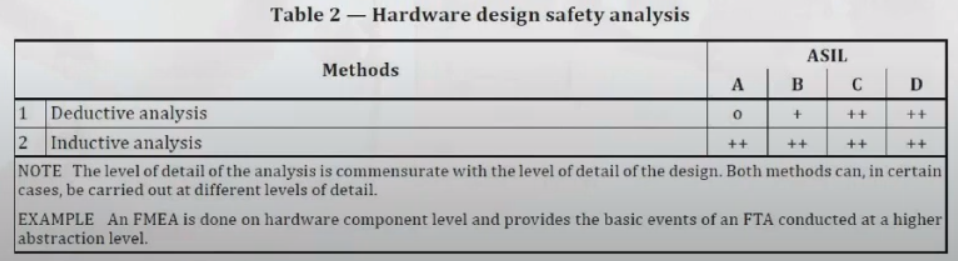 Table 2 — Hardware design safety analysis
Methods
ASIL
A B C D
1 Deductive analysis o + ++ ++
2 Inductive analysis ++ ++ ++ ++
NOTE The level of detail of the analysis is commensurate with the level of detail of the design. Both methods can, in certain
cases, be carried out at different levels of detail.
EXAMPLE An FMEA is done on hardware component level and provides the basic events of an FTA conducted at a higher
abstraction level.